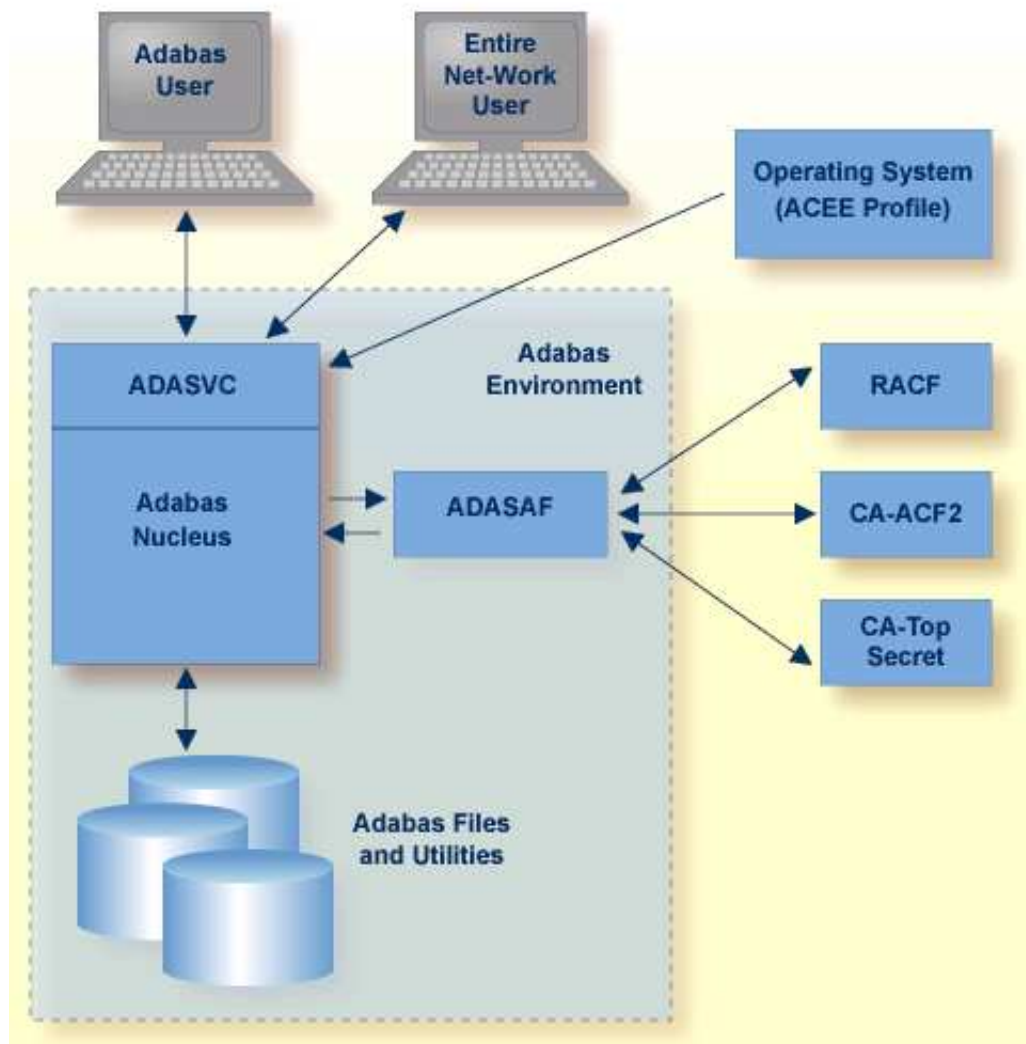 Adabas
User
Entire
Net-Work
User
Operating System
(ACEE Profile)
ADASVC
Adabas
Environment
RACF
Adabas
Nucleus
ADASAF
CA-ACF2
CA-Top
Secret
Adabas Files
and Utilities